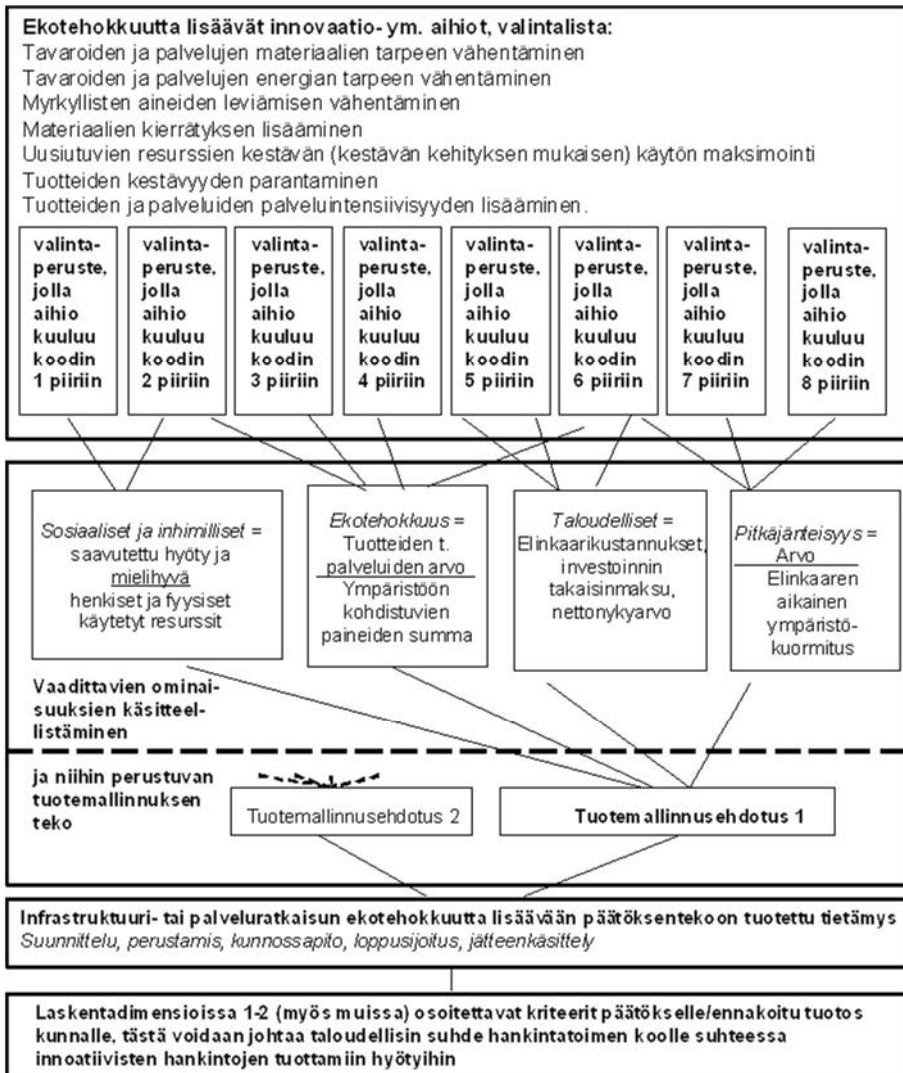 Ekotehokkuutta lisäävät innovaatio- ym. aihiot, valintalista:
Tavaroiden ja palvelujen materiaalien tarpeen vähentäminen
Tavaroiden ja palvelujen energian tarpeen vähentäminen
Myrkyllisten aineiden leviämisen vähentäminen
Materiaalien kierrätyksen lisääminen
Uusiutuvien resurssien kestävän (kestävän kehityksen mukaisen) käytön maksimointi
Tuotteiden kestävyyden parantaminen
Tuotteiden ja palveluiden palveluintensiivisyyden lisääminen.
valinta-
peruste,
jolla
aihio
kuuluu
koodin
1 piiriin
valinta-
peruste,
jolla
aihio
kuuluu
koodin
2 piiriin
valinta-
peruste,
jolla
aihio
kuuluu
koodin
3 piiriin
valinta-
peruste,
jolla
aihio
kuuluu
koodin
4 piiriin
valinta-
peruste,
jolla
aihio
kuuluu
koodin
5 piiriin
valinta-
peruste,
jolla
aihio
kuuluu
koodin
6 piiriin
valinta-
peruste,
jolla
aihio
kuuluu
koodin
7 piiriin
valinta-
peruste,
jolla
aihio
kuuluu
koodin
8 piiriin
Sosiaaliset ja inhimilliset =
saavutettu hyöty ja
mielihyvä
henkiset ja fyysiset
käytetyt resurssit
Ekotehokkuus =
Tuotteiden t.
palveluiden arvo
Ympäristöön
kohdistuvien
paineiden summa
Taloudelliset =
Elinkaarikustannukset,
investoinnin
takaisinmaksu,
nettonykyarvo
Pitkäjänteisyys =
Arvo
Elinkaaren
aikainen
ympäristö-
kuormitus
Vaadittavien ominai-
suuksien käsitteel-
listäminen
ja niihin perustuvan
tuotemallinnuksen
teko
Tuotemallinnusehdotus 2
Tuotemallinnusehdotus 1
Infrastruktuuri- tai palveluratkaisun ekotehokkuutta lisäävään päätöksentekoon tuotettu tietämys
Suunnittelu, perustamis, kunnossapito, loppusijoitus, jätteenkäsittely
Laskentadimensioissa 1-2 (myös muissa) osoitettavat kriteerit päätökselle/ennakoitu tuotos
kunnalle, tästä voidaan johtaa taloudellisin suhde hankintatoimen koolle suhteessa
innoatiivisten hankintojen tuottamiin hyötyihin